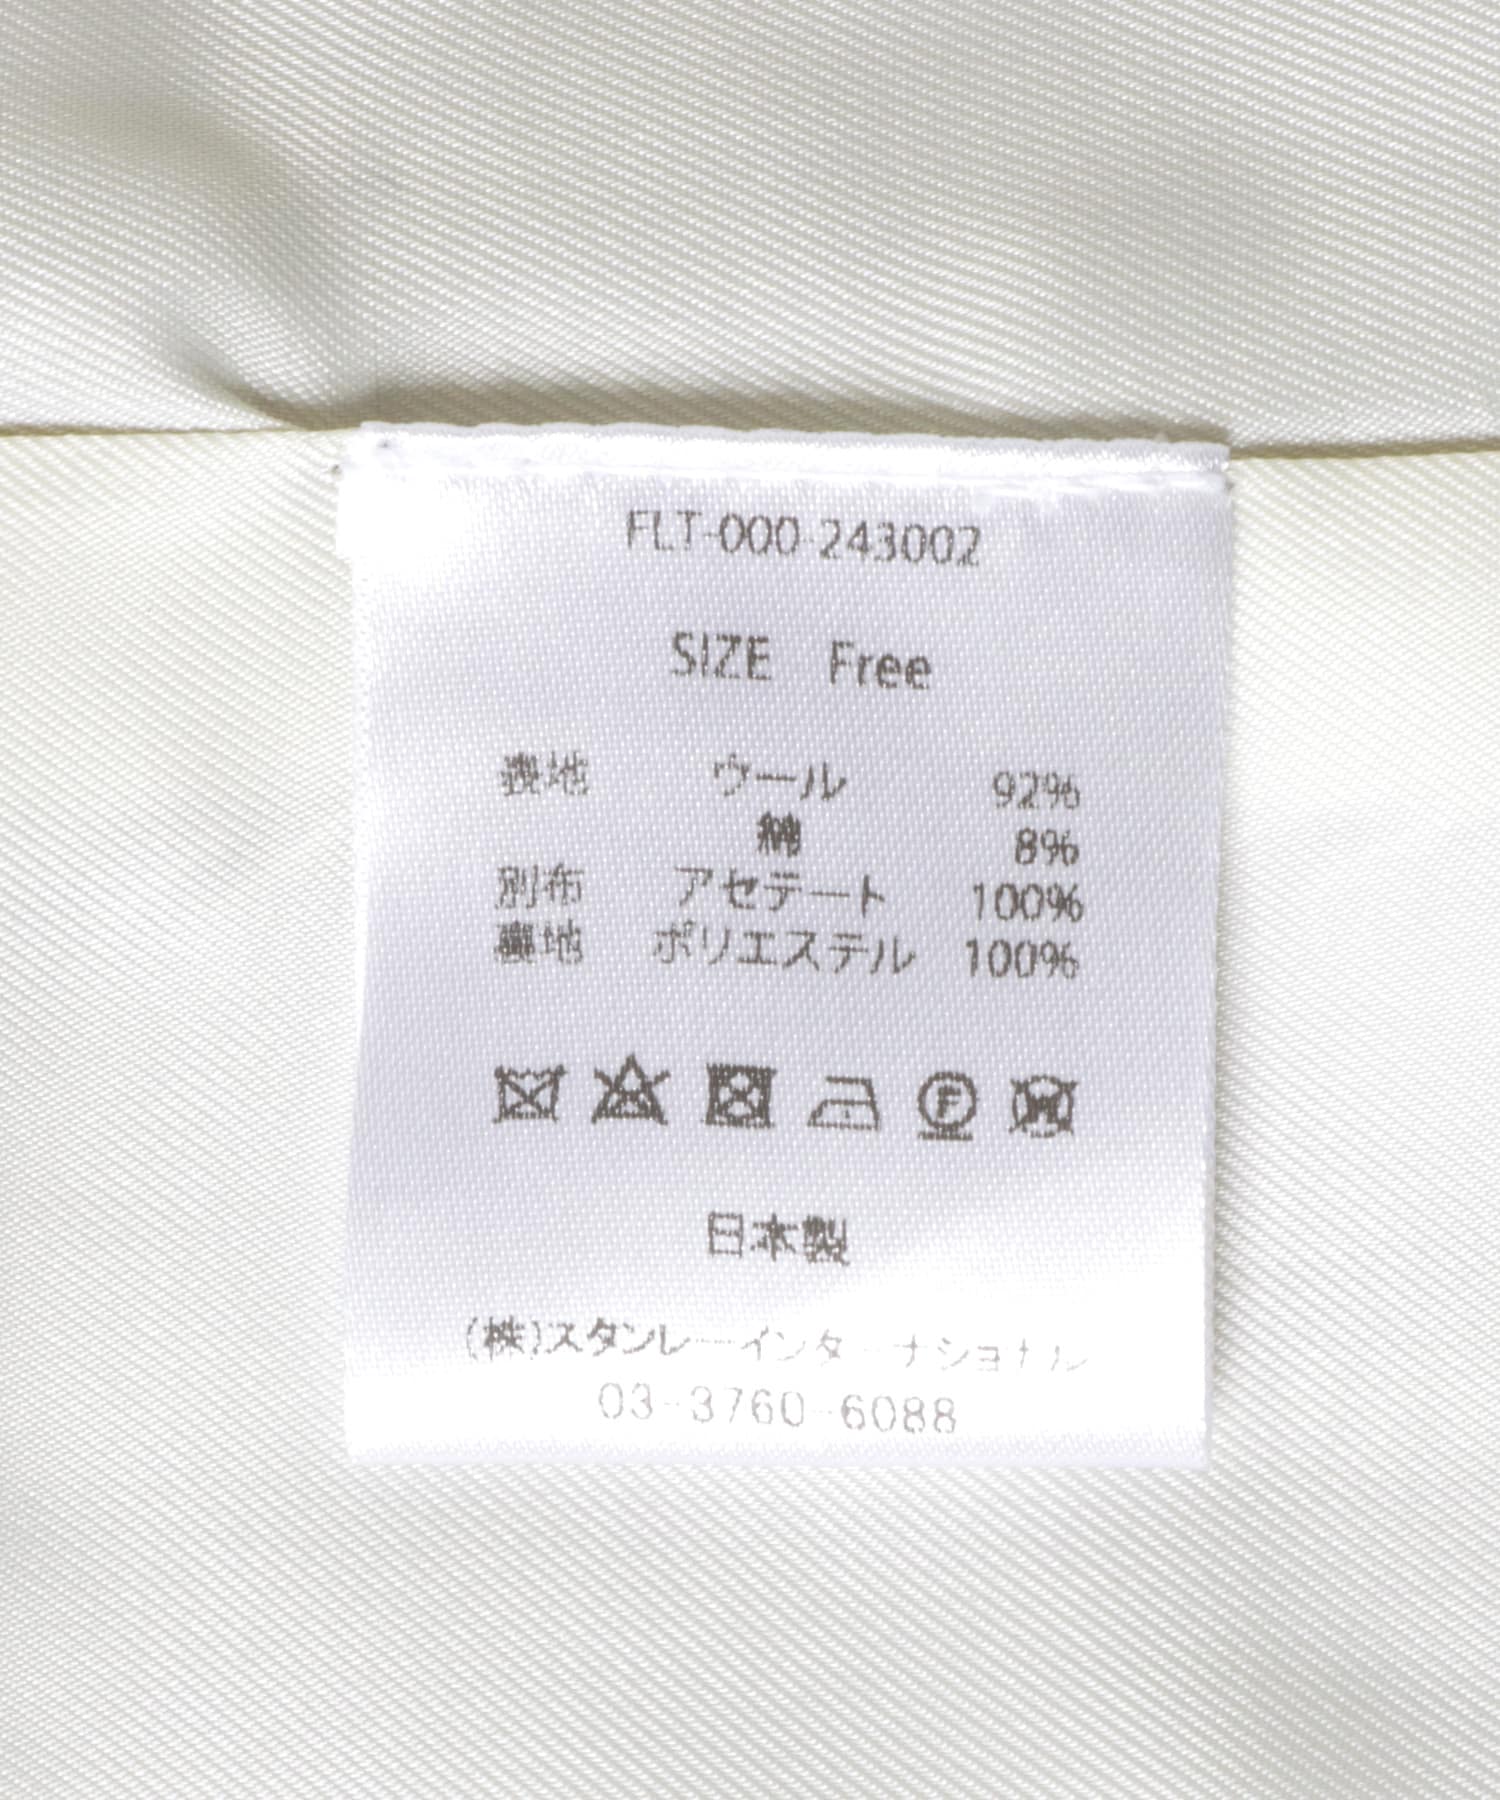 FLT-000-243002
SIZE Free
表地 ウール 92%
綿 8%
別布 アセテート 100%
裏地 ポリエステル 100%
日本製
(株)スタンレーインターナショナル
03-3760-6088